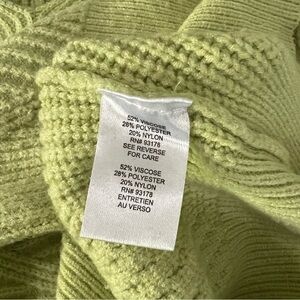 52% VISCOSE
28% POLYESTER
20% NYLON
RN# 93178
SEE REVERSE
FOR CARE
52% VISCOSE
28% POLYESTER
20% NYLON
RN# 93178
ENTRETIEN
AU VERSO